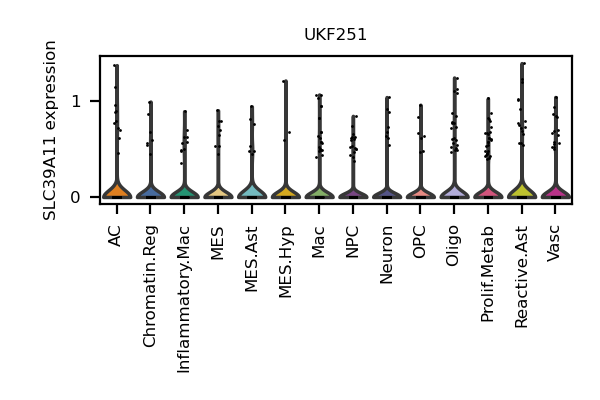 UKF251
SLC39A11 expression
1
0
AC
Chromatin.Reg
Inflammatory.Mac
MES
MES.Ast
MES.Hyp
Mac
NPC
Neuron
OPC
Oligo
Prolif.Metab
Reactive.Ast
Vasc